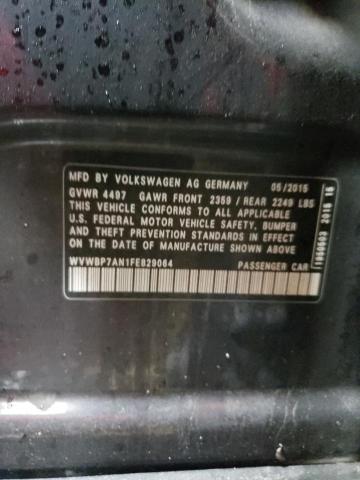 MFD BY VOLKSWAGEN AG GERMANY 05/2015
GVWR 4497 GAWR FRONT 2359 / REAR 2249 LBS
THIS VEHICLE CONFORMS TO ALL APPLICABLE
U.S. FEDERAL MOTOR VEHICLE SAFETY, BUMPER
AND THEFT PREVENTION STANDARDS IN EFFECT
ON THE DATE OF MANUFACTURE SHOWN ABOVE
WVWBP7AN1FE829064 PASSENGER CAR